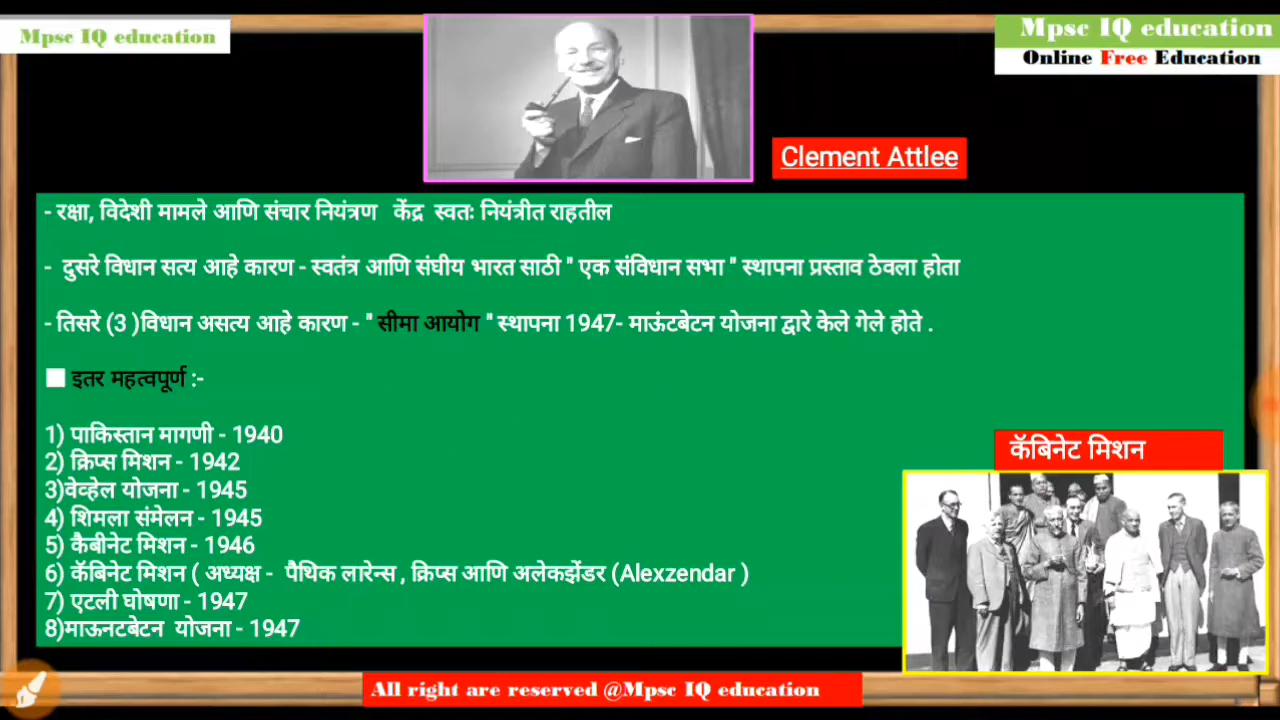 Mpsc IQ education
Mpsc IQ education
Online Free Education
Clement Attlee
- रक्षा, विदेशी मामले आणि संचार नियंत्रण केंद्र स्वतः नियंत्रीत राहतील
- दुसरे विधान सत्य आहे कारण - स्वतंत्र आणि संघीय भारत साठी " एक संविधान सभा " स्थापना प्रस्ताव ठेवला होता
- तिसरे (3 )विधान असत्य आहे कारण - " सीमा आयोग " स्थापना 1947- माऊंटबेटन योजना द्वारे केले गेले होते .
इतर महत्वपूर्ण :-
1) पाकिस्तान मागणी - 1940
2) क्रिप्स मिशन - 1942
3)वेव्हेल योजना - 1945
4) शिमला संमेलन - 1945
5) कैबीनेट मिशन - 1946
6) कॅबिनेट मिशन ( अध्यक्ष - पैथिक लारेन्स , क्रिप्स आणि अलेकझेंडर (Alexzendar )
7) एटली घोषणा - 1947
8)माऊनटबेटन योजना - 1947
कॅबिनेट मिशन
All right are reserved @Mpsc IQ education